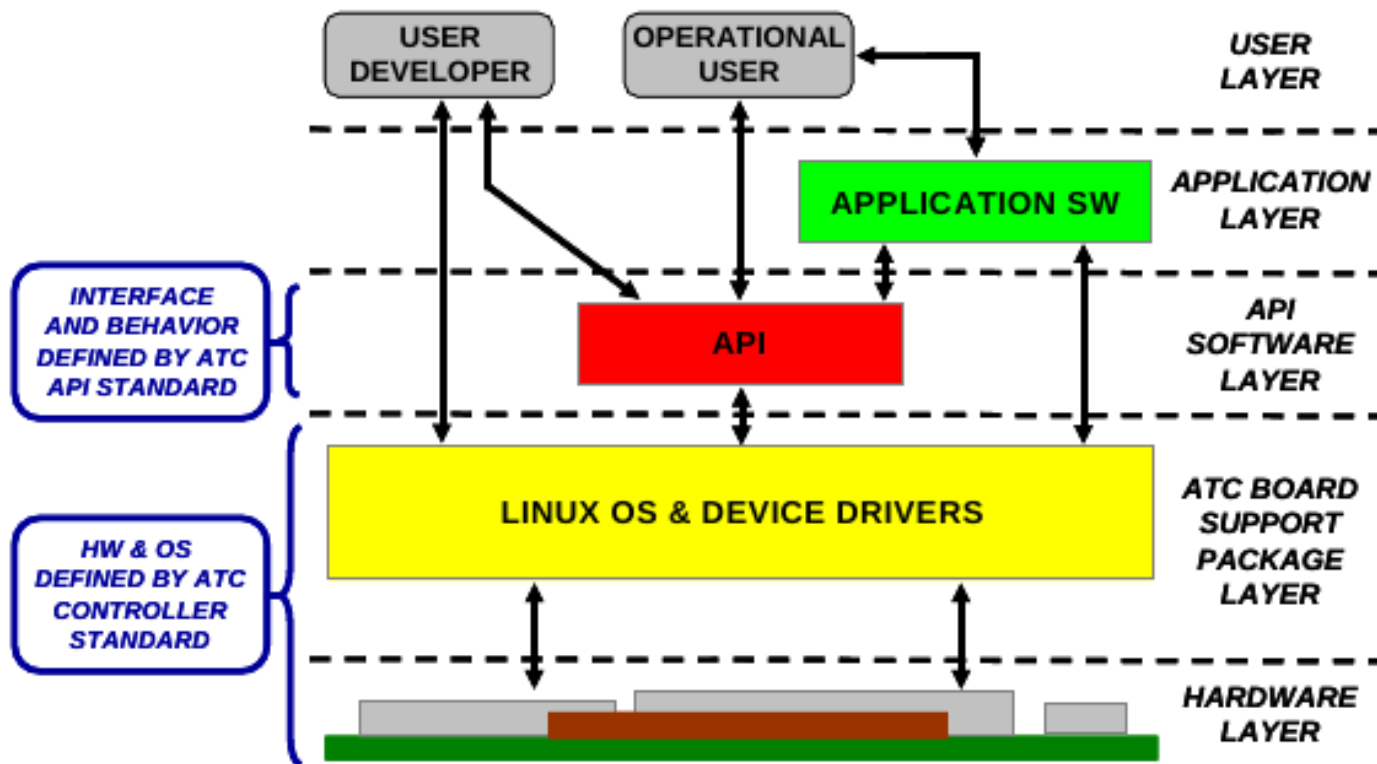 USER
DEVELOPER
OPERATIONAL
USER
USER
LAYER
APPLICATION SW
APPLICATION
LAYER
INTERFACE
AND BEHAVIOR
DEFINED BY ATC
API STANDARD
API
API
SOFTWARE
LAYER
HW & OS
DEFINED BY ATC
CONTROLLER
STANDARD
LINUX OS & DEVICE DRIVERS
ATC BOARD
SUPPORT
PACKAGE
LAYER
HARDWARE
LAYER